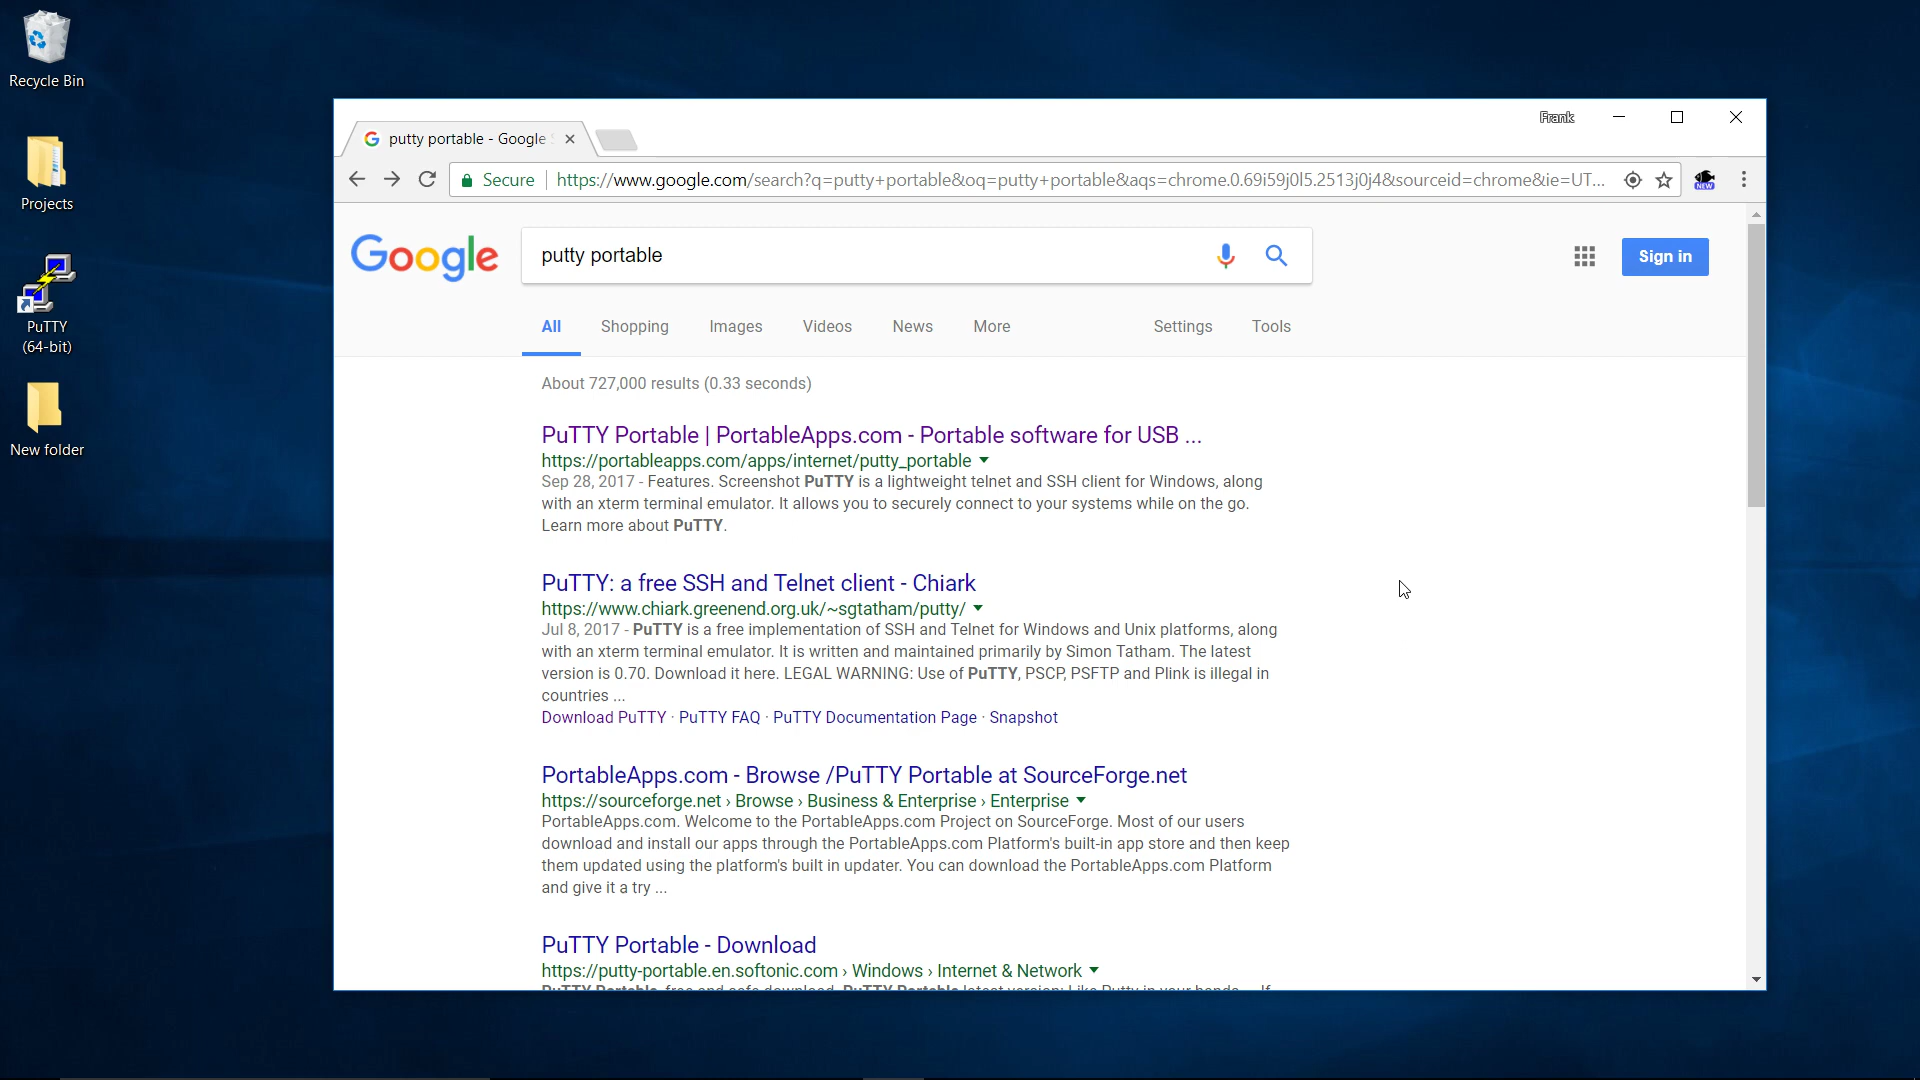 Recycle Bin
Projects
PuTTY
(64-bit)
New folder
Frank
putty portable - Google
Secure
https://www.google.com/search?q=putty+portable&oq=putty+portable&aqs=chrome.0.69i59j0l5.2513j0j4&sourceid=chrome&ie=UT...
NEW
Google
putty portable
Sign in
All Shopping Images Videos News More Settings Tools
About 727,000 results (0.33 seconds)
PuTTY Portable | PortableApps.com - Portable software for USB ...
https://portableapps.com/apps/internet/putty_portable
Sep 28, 2017 - Features. Screenshot PuTTY is a lightweight telnet and SSH client for Windows, along
with an xterm terminal emulator. It allows you to securely connect to your systems while on the go.
Learn more about PuTTY.
PuTTY: a free SSH and Telnet client - Chiark
https://www.chiark.greenend.org.uk/~sgtatham/putty/
Jul 8, 2017 - PuTTY is a free implementation of SSH and Telnet for Windows and Unix platforms, along
with an xterm terminal emulator. It is written and maintained primarily by Simon Tatham. The latest
version is 0.70. Download it here. LEGAL WARNING: Use of PuTTY, PSCP, PSFTP and Plink is illegal in
countries ...
Download PuTTY · PuTTY FAQ · PuTTY Documentation Page · Snapshot
PortableApps.com - Browse /PuTTY Portable at SourceForge.net
https://sourceforge.net › Browse › Business & Enterprise › Enterprise
PortableApps.com. Welcome to the PortableApps.com Project on SourceForge. Most of our users
download and install our apps through the PortableApps.com Platform's built-in app store and then keep
them updated using the platform's built in updater. You can download the PortableApps.com Platform
and give it a try ...
PuTTY Portable - Download
https://putty-portable.en.softonic.com › Windows › Internet & Network